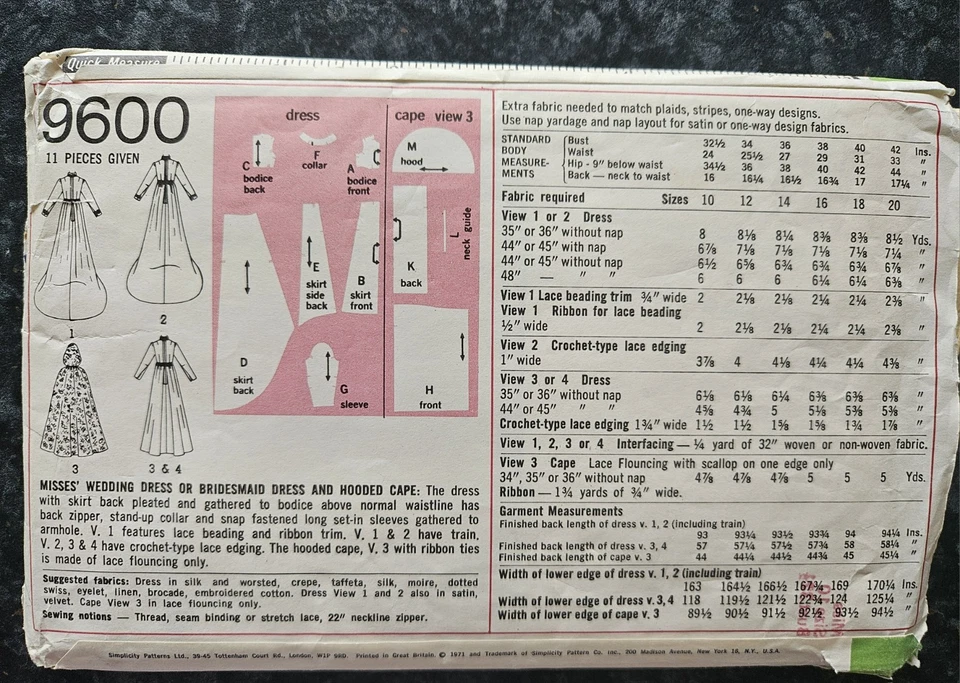 Quick Measure
9600
11 PIECES GIVEN
1
2
3
3 & 4
dress
C
bodice
back
F
collar
A
bodice
front
E
skirt
side
back
B
skirt
front
D
skirt
back
G
sleeve
cape view 3
M
hood
L
neck guide
K
back
H
front
MISSES' WEDDING DRESS OR BRIDESMAID DRESS AND HOODED CAPE: The dress
with skirt back pleated and gathered to bodice above normal waistline has
back zipper, stand-up collar and snap fastened long set-in sleeves gathered to
armhole. V. 1 features lace beading and ribbon trim. V. 1 & 2 have train.
V. 2, 3 & 4 have crochet-type lace edging. The hooded cape, V. 3 with ribbon ties
is made of lace flouncing only.
Suggested fabrics: Dress in silk and worsted, crepe, taffeta, silk, moire, dotted
swiss, eyelet, linen, brocade, embroidered cotton. Dress View 1 and 2 also in satin,
velvet. Cape View 3 in lace flouncing only.
Sewing notions — Thread, seam binding or stretch lace, 22" neckline zipper.
Extra fabric needed to match plaids, stripes, one-way designs.
Use nap yardage and nap layout for satin or one-way design fabrics.
STANDARD BODY MEASURE- MENTS
Bust 32½ 34 36 38 40 42 Ins.
Waist 24 25½ 27 29 31 33 "
Hip - 9" below waist 34½ 36 38 40 42 44 "
Back — neck to waist 16 16¼ 16½ 16¾ 17 17¼ "
Fabric required Sizes 10 12 14 16 18 20
View 1 or 2 Dress
35" or 36" without nap 8 8⅛ 8¼ 8⅜ 8⅜ 8½ Yds.
44" or 45" with nap 6⅞ 7⅛ 7⅛ 7⅛ 7⅛ 7¼ "
44" or 45" without nap 6½ 6⅝ 6¾ 6¾ 6¾ 6⅞ "
48" — " " 6 6 6 6¼ 6¼ 6⅜ "
View 1 Lace beading trim ¾" wide 2 2⅛ 2⅛ 2¼ 2¼ 2⅜ "
View 1 Ribbon for lace beading
½" wide 2 2⅛ 2⅛ 2¼ 2¼ 2⅜ "
View 2 Crochet-type lace edging
1" wide 3⅞ 4 4⅛ 4¼ 4¼ 4⅜ "
View 3 or 4 Dress
35" or 36" without nap 6⅛ 6⅛ 6¼ 6⅜ 6⅜ 6⅜ "
44" or 45" " " 4⅝ 4¾ 5 5⅛ 5⅜ 5⅜ "
Crochet-type lace edging 1¾" wide 1½ 1½ 1⅝ 1⅝ 1¾ 1⅞ "
View 1, 2, 3 or 4 Interfacing — ¼ yard of 32" woven or non-woven fabric.
View 3 Cape Lace Flouncing with scallop on one edge only
34", 35" or 36" without nap 4⅞ 4⅞ 4⅞ 5 5 5 Yds.
Ribbon — 1¾ yards of ¾" wide.
Garment Measurements
Finished back length of dress v. 1, 2 (including train)
93 93¼ 93½ 93¾ 94 94¼ Ins.
Finished back length of dress v. 3, 4 57 57¼ 57½ 57¾ 58 58¼ "
Finished back length of cape v. 3 44 44¼ 44½ 44¾ 45 45¼ "
Width of lower edge of dress v. 1, 2 (including train)
163 164½ 166½ 167¾ 169 170¼ Ins.
Width of lower edge of dress v. 3, 4 118 119½ 121½ 122¾ 124 125¼ "
Width of lower edge of cape v. 3 89½ 90½ 91½ 92½ 93½ 94½ "
Simplicity Patterns Ltd., 39-45 Tottenham Court Rd., London, W1P 9RD. Printed in Great Britain. © 1971 and Trademark of Simplicity Pattern Co. Inc., 200 Madison Avenue, New York 16, N.Y., U.S.A.